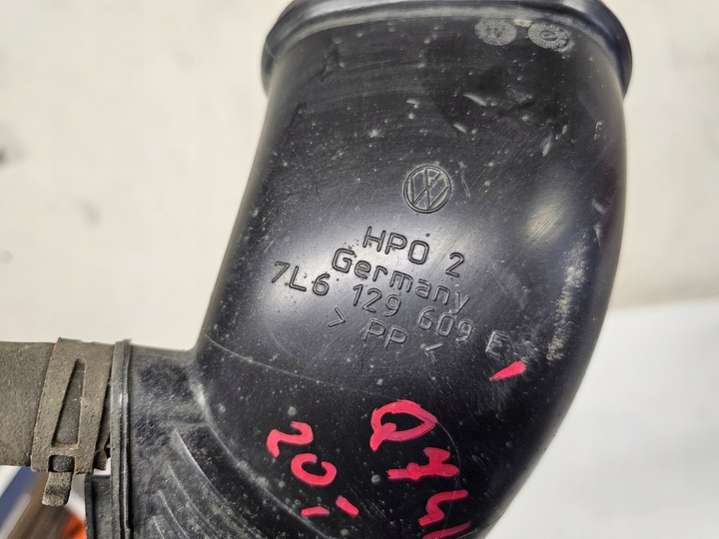 HPO 2
Germany
7L6 129 609 E
> PP <
Q7
20'